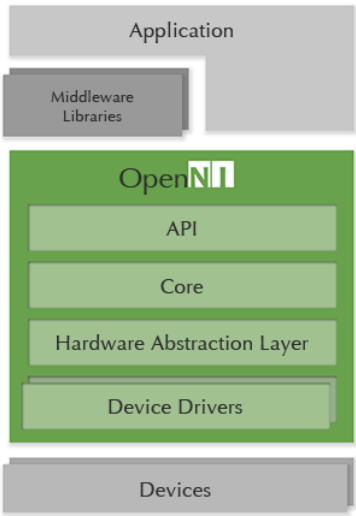 Application
Middleware
Libraries
OpenNI
API
Core
Hardware Abstraction Layer
Device Drivers
Devices